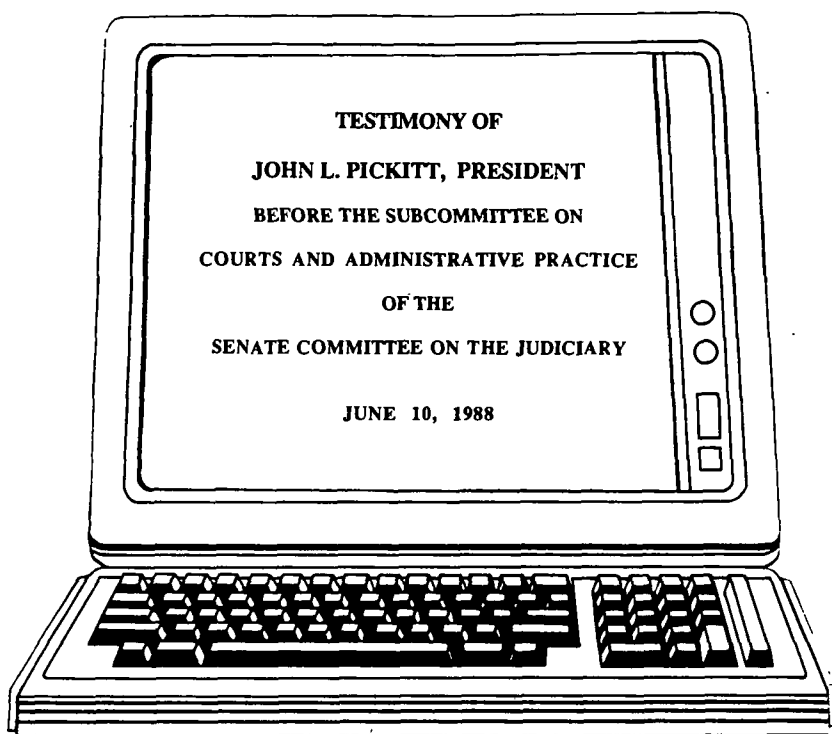 TESTIMONY OF
JOHN L. PICKITT, PRESIDENT
BEFORE THE SUBCOMMITTEE ON
COURTS AND ADMINISTRATIVE PRACTICE
OF THE
SENATE COMMITTEE ON THE JUDICIARY
JUNE 10, 1988